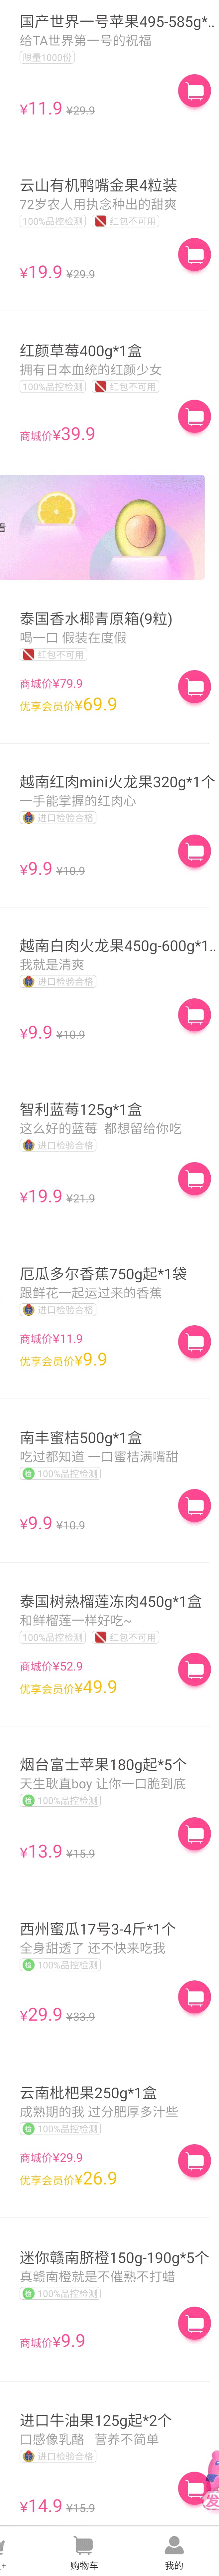 国产世界一号苹果495-585g*..
给TA世界第一号的祝福
限量1000份
¥11.9 ¥29.9
云山有机鸭嘴金果4粒装
72岁农人用执念种出的甜爽
100%品控检测 红包不可用
¥19.9 ¥29.9
红颜草莓400g*1盒
拥有日本血统的红颜少女
100%品控检测 红包不可用
商城价¥39.9
看
泰国香水椰青原箱(9粒)
喝一口 假装在度假
红包不可用
商城价¥79.9
优享会员价¥69.9
越南红肉mini火龙果320g*1个
一手能掌握的红肉心
进口检验合格
¥9.9 ¥10.9
越南白肉火龙果450g-600g*1..
我就是清爽
进口检验合格
¥9.9 ¥10.9
智利蓝莓125g*1盒
这么好的蓝莓 都想留给你吃
进口检验合格
¥19.9 ¥21.9
厄瓜多尔香蕉750g起*1袋
跟鲜花一起运过来的香蕉
进口检验合格
商城价¥11.9
优享会员价¥9.9
南丰蜜桔500g*1盒
吃过都知道 一口蜜桔满嘴甜
检 100%品控检测
¥9.9 ¥10.9
泰国树熟榴莲冻肉450g*1盒
和鲜榴莲一样好吃~
100%品控检测 红包不可用
商城价¥52.9
优享会员价¥49.9
烟台富士苹果180g起*5个
天生耿直boy 让你一口脆到底
检 100%品控检测
¥13.9 ¥15.9
西州蜜瓜17号3-4斤*1个
全身甜透了 还不快来吃我
检 100%品控检测
¥29.9 ¥33.9
云南枇杷果250g*1盒
成熟期的我 过分肥厚多汁些
检 100%品控检测
商城价¥29.9
优享会员价¥26.9
迷你赣南脐橙150g-190g*5个
真赣南橙就是不催熟不打蜡
检 100%品控检测
商城价¥9.9
进口牛油果125g起*2个
口感像乳酪 营养不简单
进口检验合格
¥14.9 ¥15.9
发
+ 购物车 我的